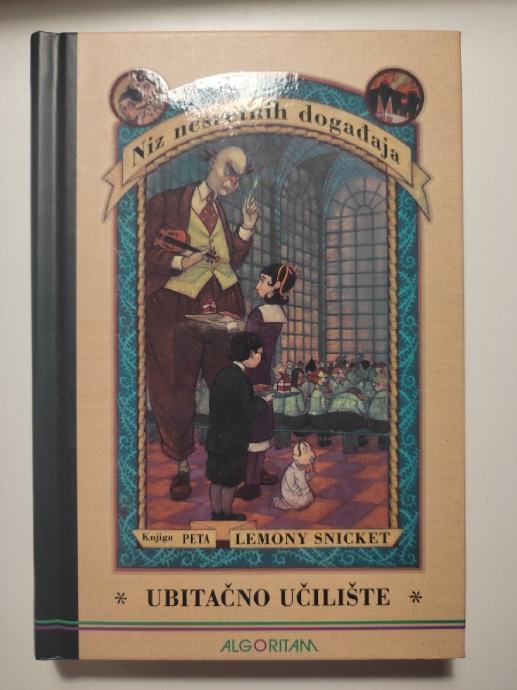 Niz nesretnih događaja
Knjiga PETA LEMONY SNICKET
* UBITAČNO UČILIŠTE *
ALGORITAM